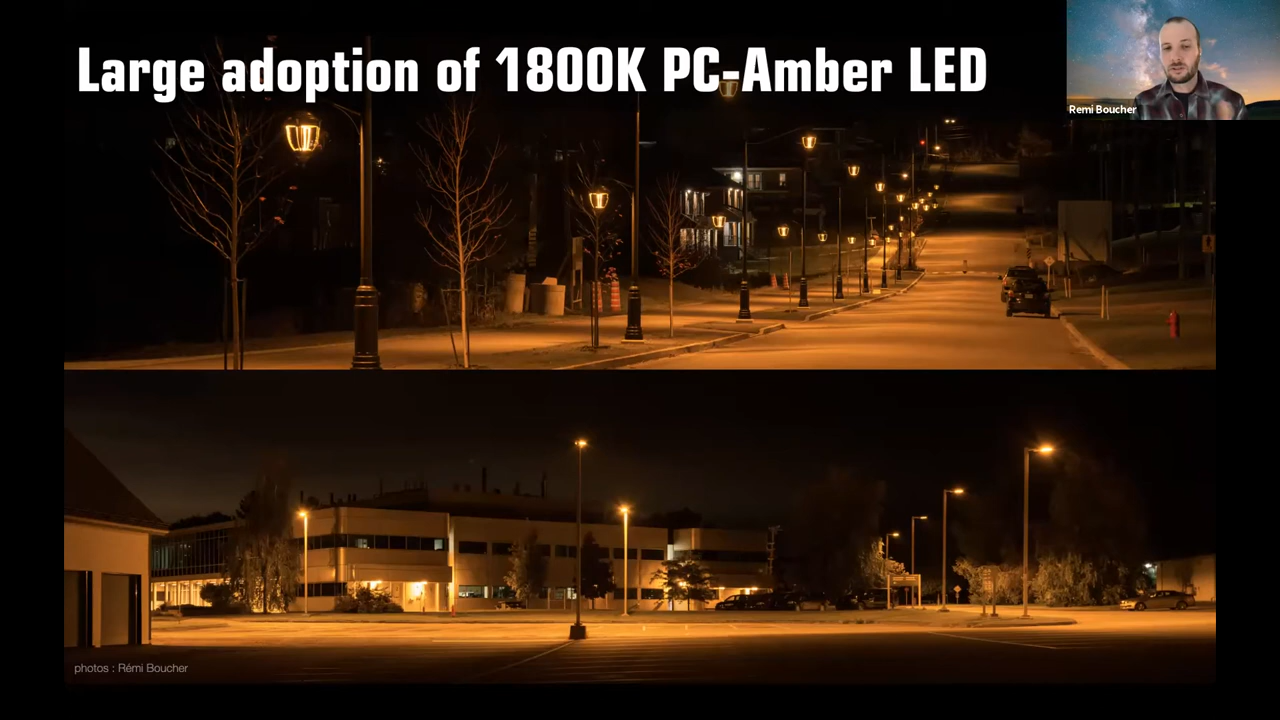 Large adoption of 1800K PC-Amber LED
Remi Boucher
photos : Rémi Boucher